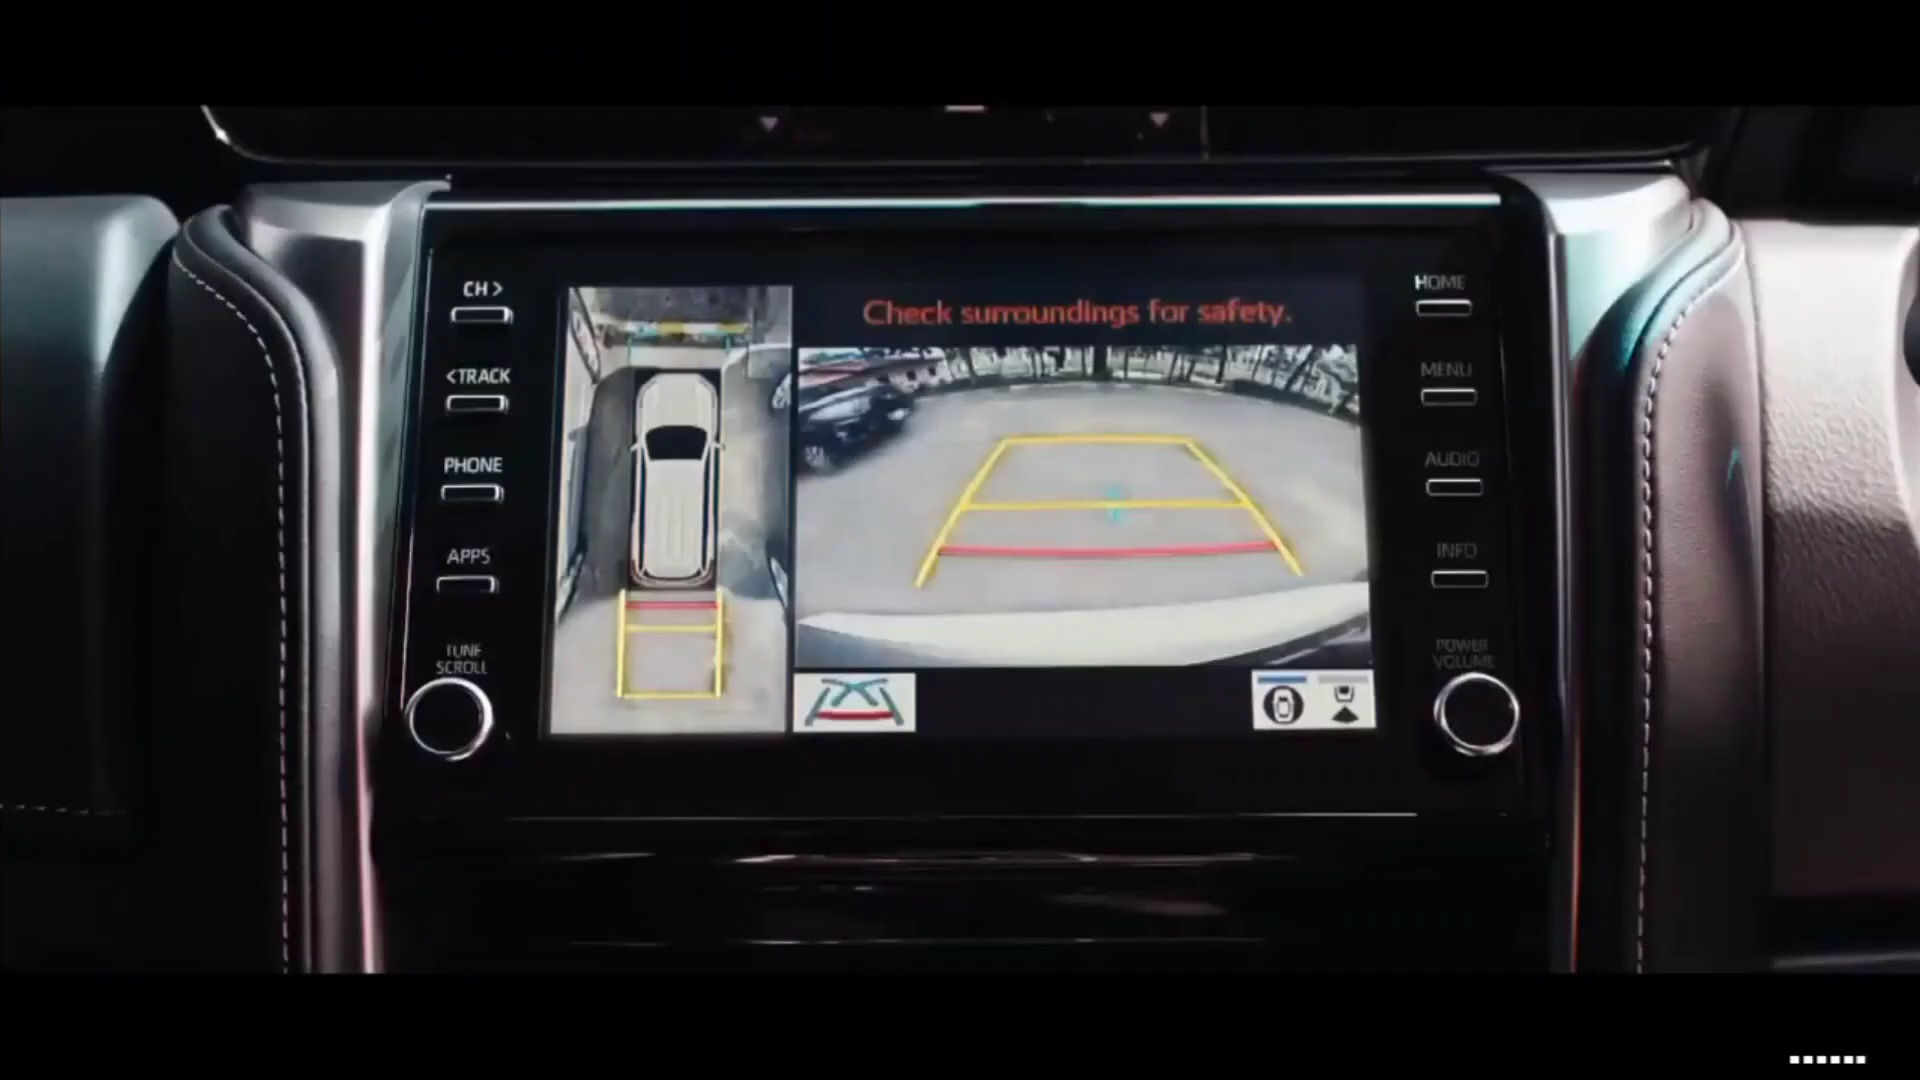 CH >
<TRACK
PHONE
APPS
TUNE
SCROLL
Check surroundings for safety.
HOME
MENU
AUDIO
INFO
POWER
VOLUME